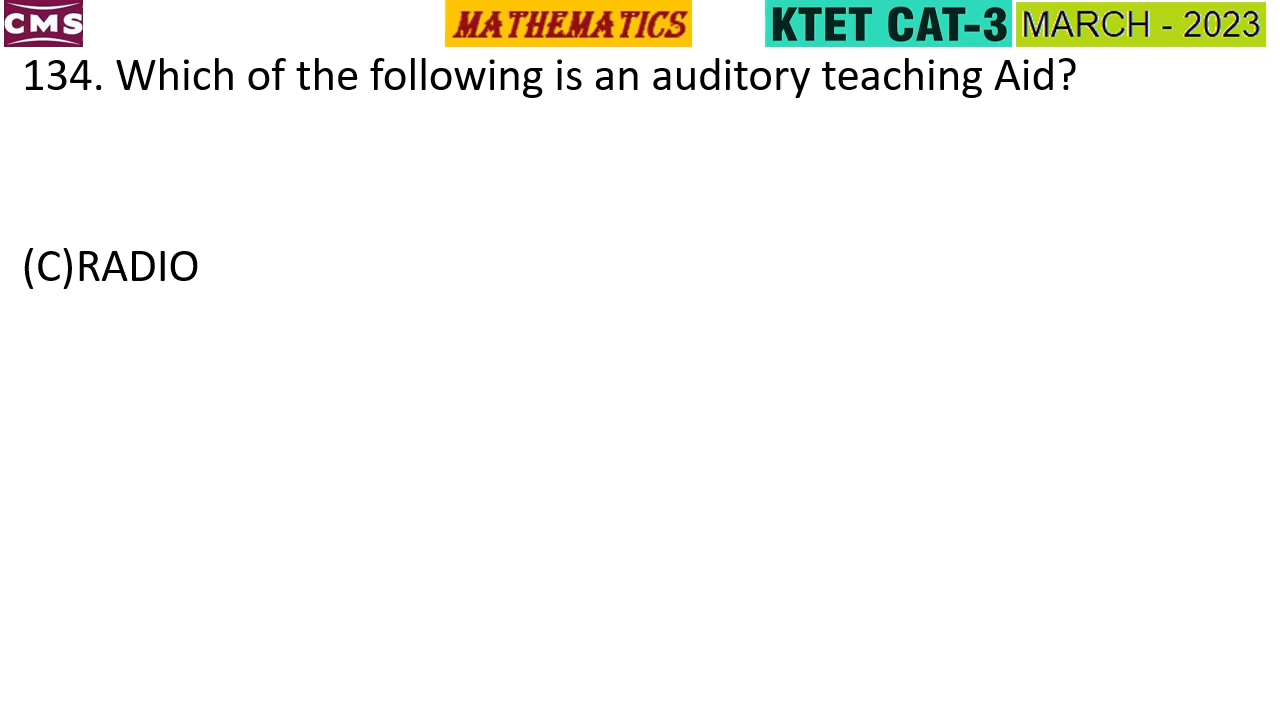 CMS
MATHEMATICS
KTET CAT-3
MARCH - 2023
134. Which of the following is an auditory teaching Aid?
(C)RADIO